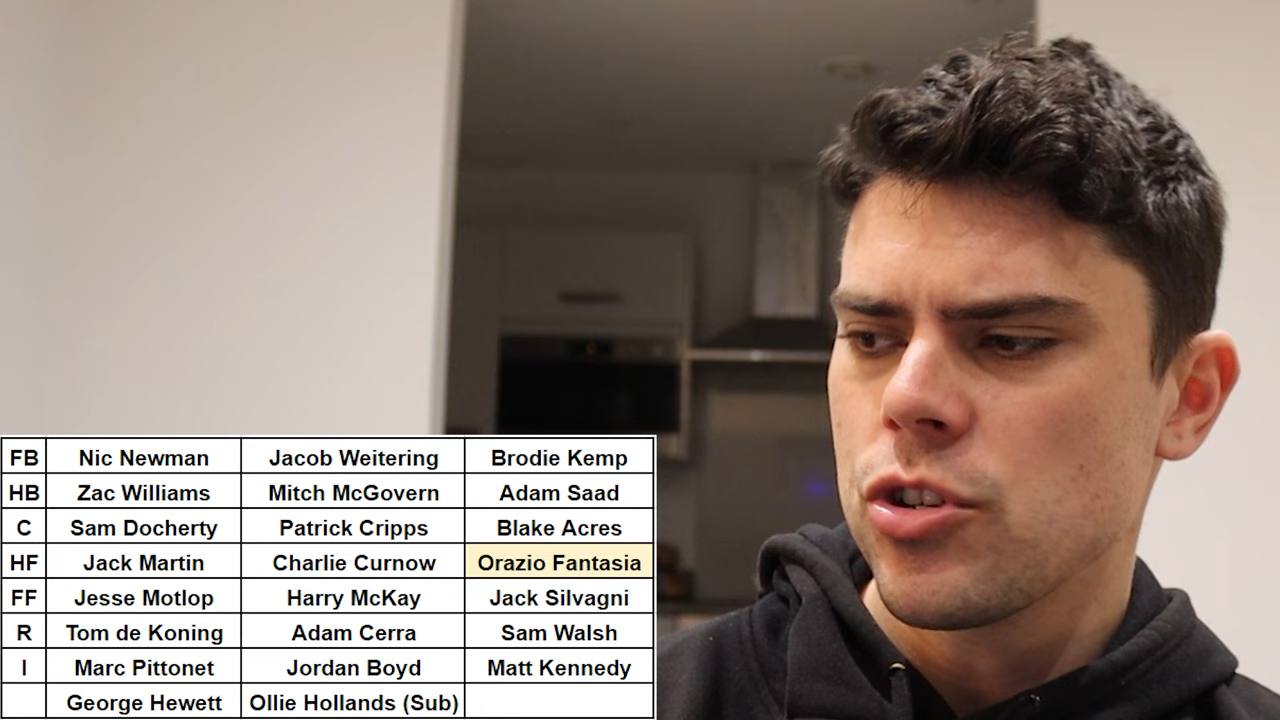 FB Nic Newman Jacob Weitering Brodie Kemp
HB Zac Williams Mitch McGovern Adam Saad
C Sam Docherty Patrick Cripps Blake Acres
HF Jack Martin Charlie Curnow Orazio Fantasia
FF Jesse Motlop Harry McKay Jack Silvagni
R Tom de Koning Adam Cerra Sam Walsh
I Marc Pittonet Jordan Boyd Matt Kennedy
George Hewett Ollie Hollands (Sub)